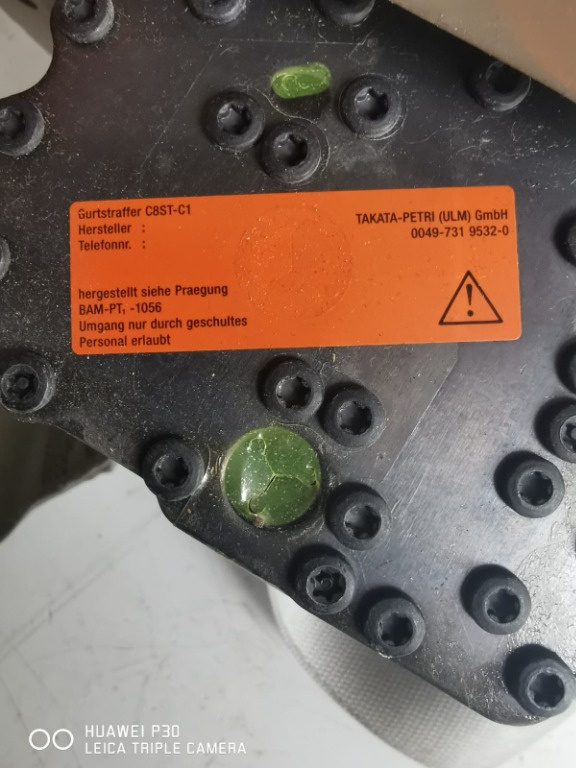 Gurtstraffer C8ST-C1
Hersteller :
TAKATA-PETRI (ULM) GmbH
Telefonnr. :
0049-731 9532-0
hergestellt siehe Praegung
BAM-PT₁ -1056
Umgang nur durch geschultes
Personal erlaubt
HUAWEI P30
LEICA TRIPLE CAMERA